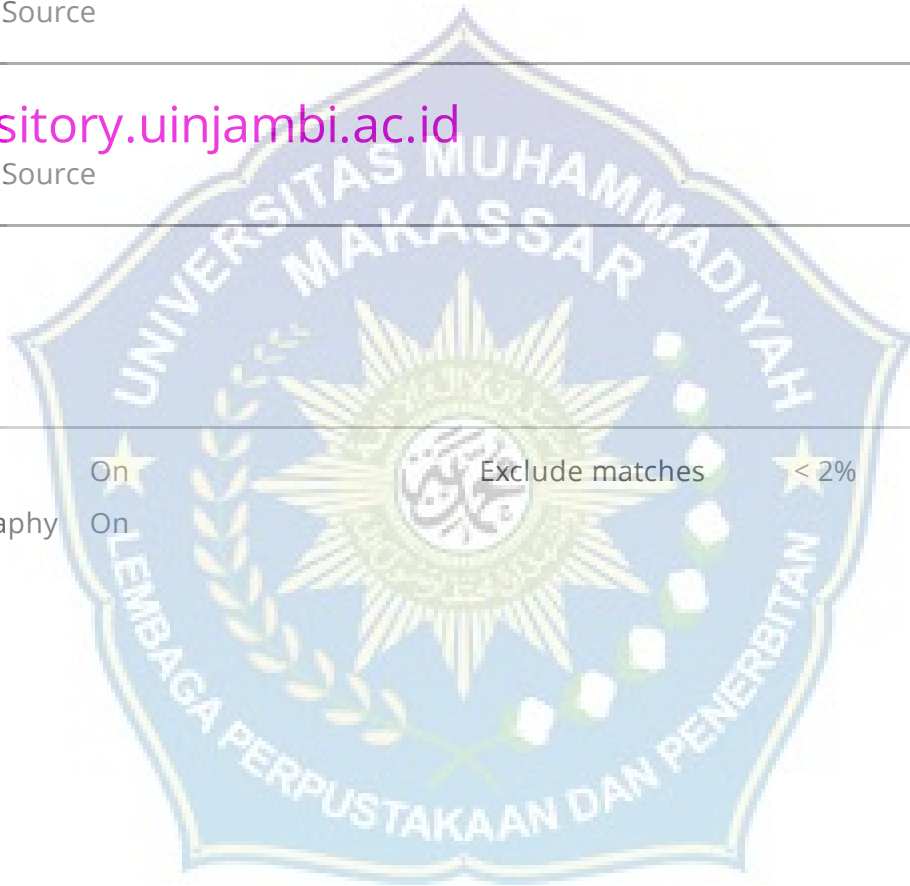 Source
sitory.uinjambi.ac.id
Source
UNIVERSITAS MUHAMMADIYAH
MAKASSAR
On Exclude matches < 2%
aphy On
LEMBAGA PERPUSTAKAAN DAN PENERBITAN